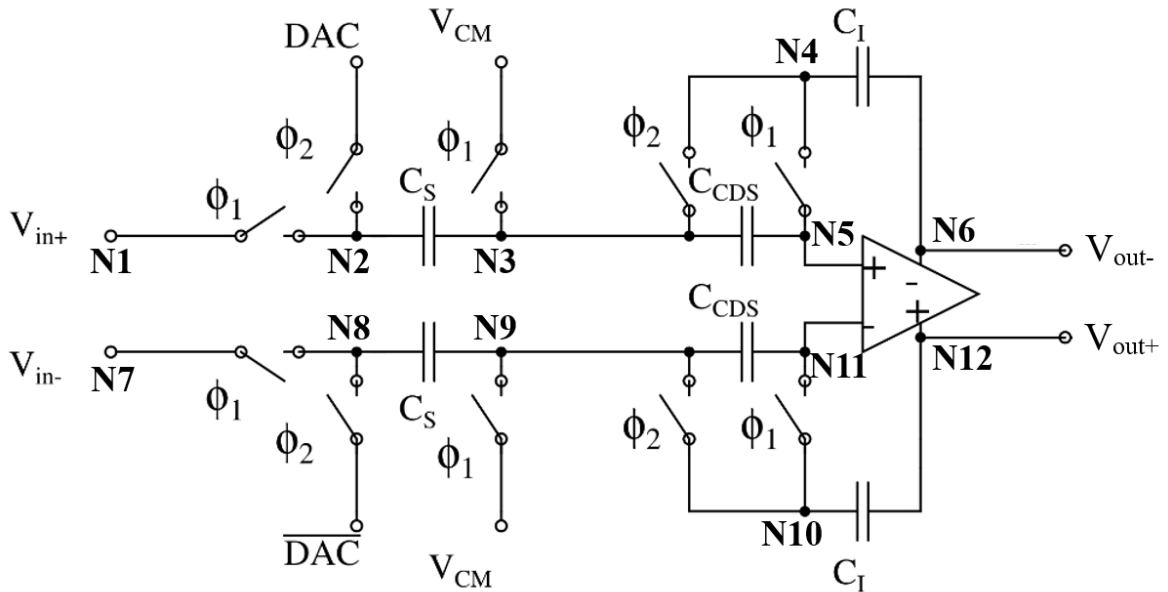 DAC V_CM C_I
N4
ϕ2 ϕ1
ϕ2 ϕ1
C_S C_CDS
ϕ1
V_in+
N1 N2 N3 N5 N6 V_out-
+
-
C_CDS
+
N8 N9 -
V_in- N7 N11 N12 V_out+
ϕ1 C_S
ϕ2 ϕ1 ϕ2 ϕ1
N10
D̅A̅C̅ V_CM C_I